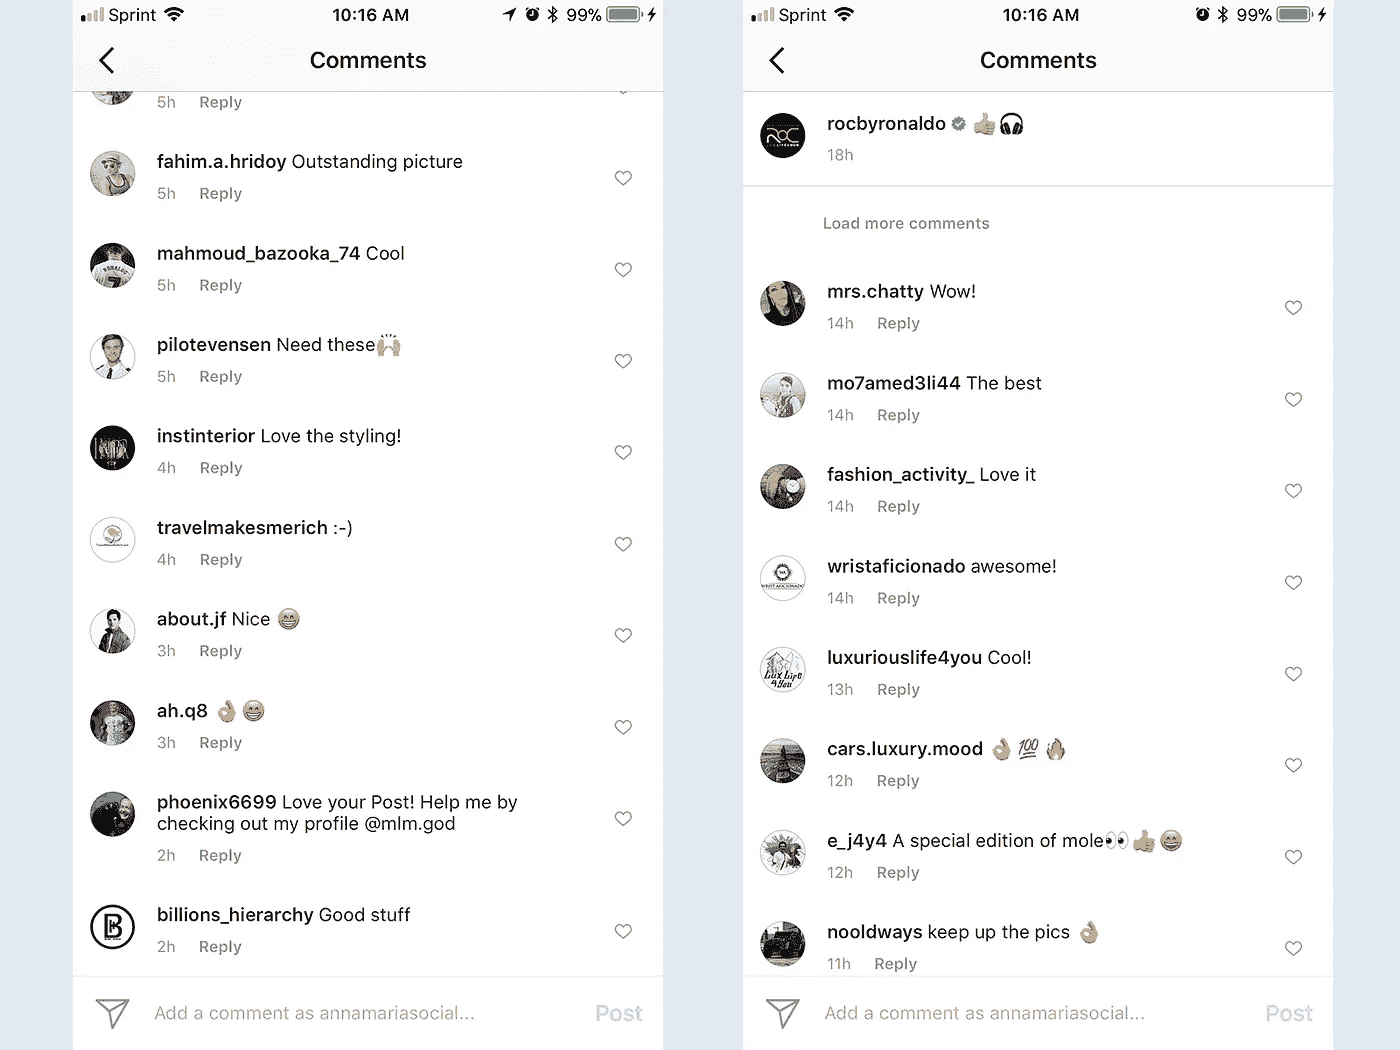 Sprint 10:16 AM 99%
Comments
5h Reply
fahim.a.hridoy Outstanding picture
5h Reply
mahmoud_bazooka_74 Cool
5h Reply
pilotevensen Need these🙌
5h Reply
instinterior Love the styling!
4h Reply
travelmakesmerich :-)
4h Reply
about.jf Nice 😁
3h Reply
ah.q8 👌😁
3h Reply
phoenix6699 Love your Post! Help me by
checking out my profile @mlm.god
2h Reply
billions_hierarchy Good stuff
2h Reply
Add a comment as annamariasocial... Post
Sprint 10:16 AM 99%
Comments
rocbyronaldo 👍🎧
18h
Load more comments
mrs.chatty Wow!
14h Reply
mo7amed3li44 The best
14h Reply
fashion_activity_ Love it
14h Reply
wristaficionado awesome!
14h Reply
luxuriouslife4you Cool!
13h Reply
cars.luxury.mood 👌💯🔥
12h Reply
e_j4y4 A special edition of mole👀👍😁
12h Reply
nooldways keep up the pics 👌
11h Reply
Add a comment as annamariasocial... Post